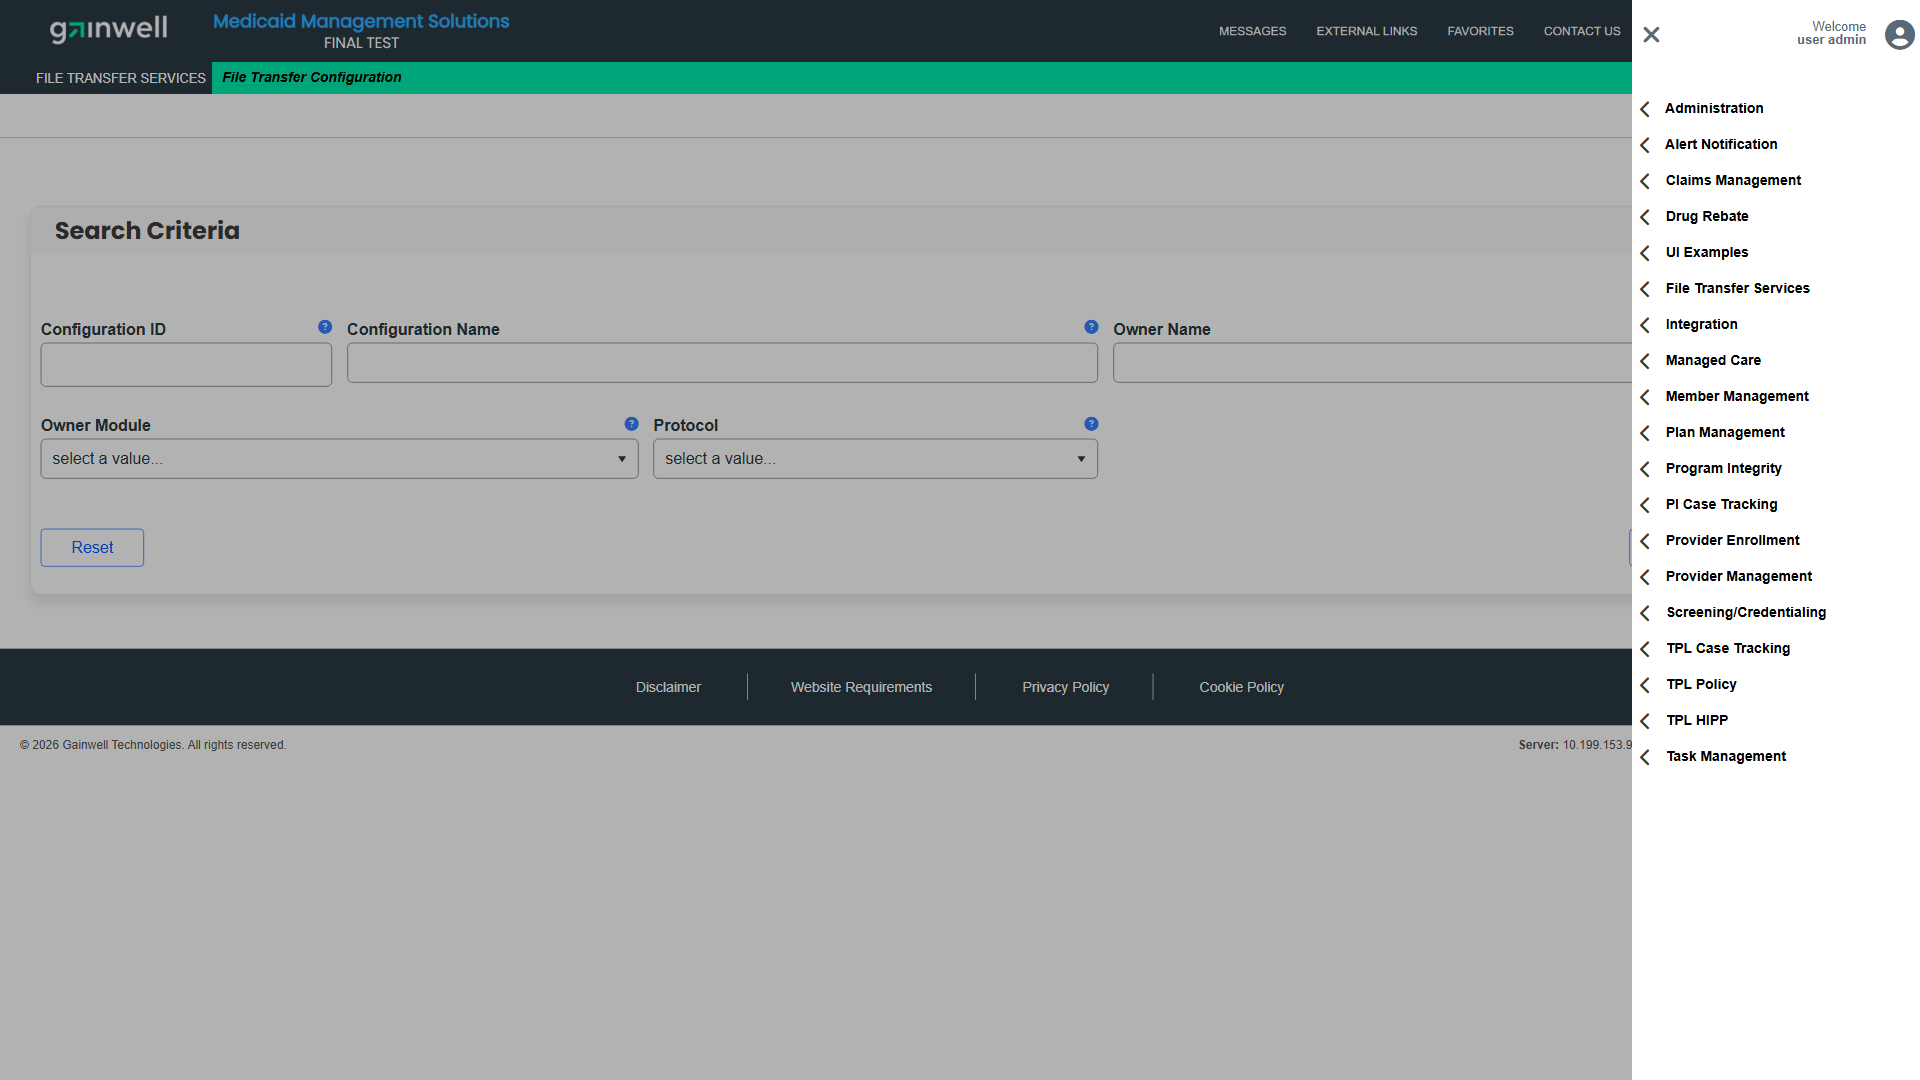 gainwell
Medicaid Management Solutions
FINAL TEST
MESSAGES
EXTERNAL LINKS
FAVORITES
CONTACT US
Welcome
user admin
FILE TRANSFER SERVICES
File Transfer Configuration
Search Criteria
Configuration ID
?
Configuration Name
?
Owner Name
Owner Module
?
Protocol
?
select a value...
select a value...
Reset
Administration
Alert Notification
Claims Management
Drug Rebate
UI Examples
File Transfer Services
Integration
Managed Care
Member Management
Plan Management
Program Integrity
PI Case Tracking
Provider Enrollment
Provider Management
Screening/Credentialing
TPL Case Tracking
TPL Policy
TPL HIPP
Task Management
Disclaimer
Website Requirements
Privacy Policy
Cookie Policy
© 2026 Gainwell Technologies. All rights reserved.
Server: 10.199.153.9